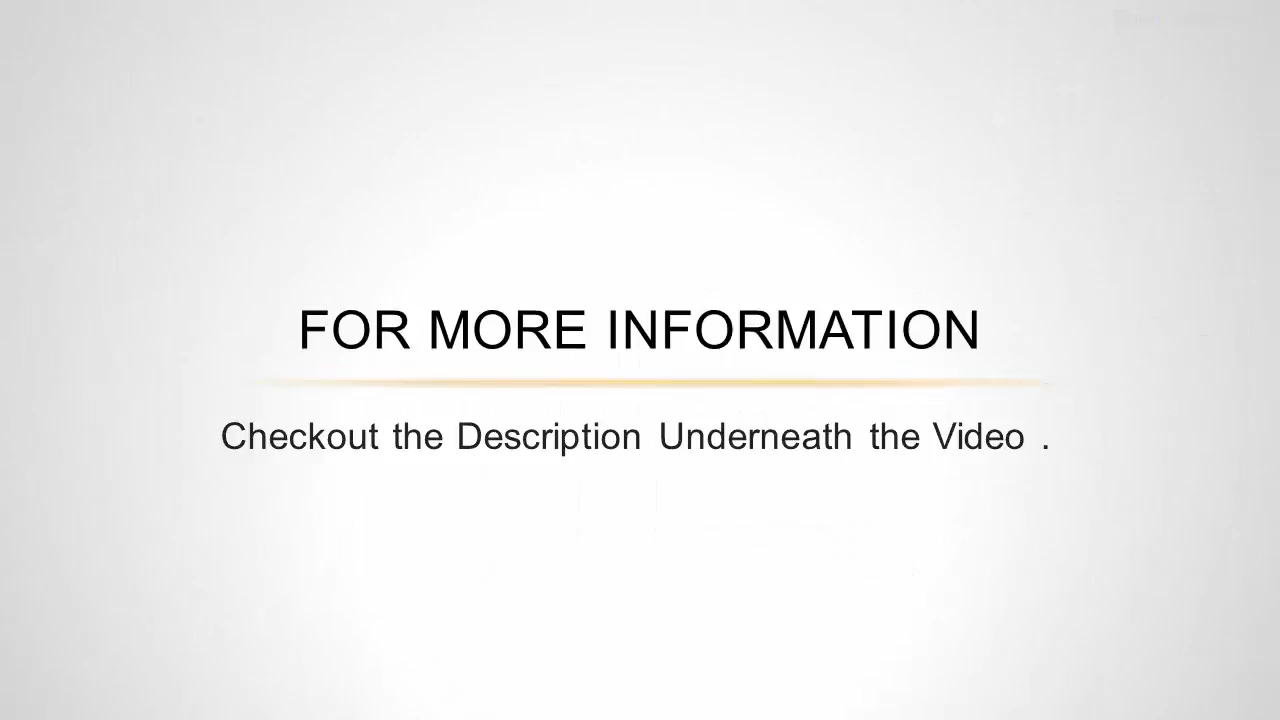 FOR MORE INFORMATION
Checkout the Description Underneath the Video .